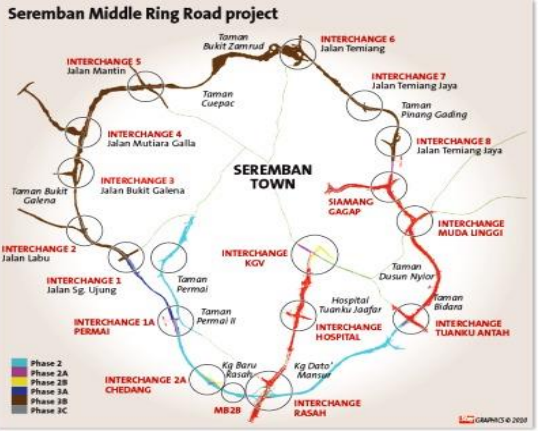 Seremban Middle Ring Road project
Taman
Bukit Zamrud
INTERCHANGE 6
Jalan Temiang
INTERCHANGE 5
Jalan Mantin
INTERCHANGE 7
Jalan Temiang Jaya
Taman
Cuepac
Taman
Pinang Gading
INTERCHANGE 4
Jalan Mutiara Galla
INTERCHANGE 8
Jalan Temiang Jaya
SEREMBAN
TOWN
INTERCHANGE 3
Jalan Bukit Galena
Taman Bukit
Galena
SIAMANG
GAGAP
INTERCHANGE
MUDA LINGGI
INTERCHANGE 2
Jalan Labu
INTERCHANGE
KGV
INTERCHANGE 1
Jalan Sg. Ujung
Taman
Permai
Taman
Dusun Nyior
Hospital
Tuanku Jaafar
Taman
Bidara
INTERCHANGE 1A
PERMAI
Taman
Permai II
INTERCHANGE
HOSPITAL
INTERCHANGE
TUANKU ANTAH
Phase 2
Phase 2A
Phase 2B
Phase 3A
Phase 3B
Phase 3C
INTERCHANGE 2A
CHEDANG
Kg Baru
Rasah
Kg Dato'
Mansur
MB2B
INTERCHANGE
RASAH
GRAPHICS © 2010